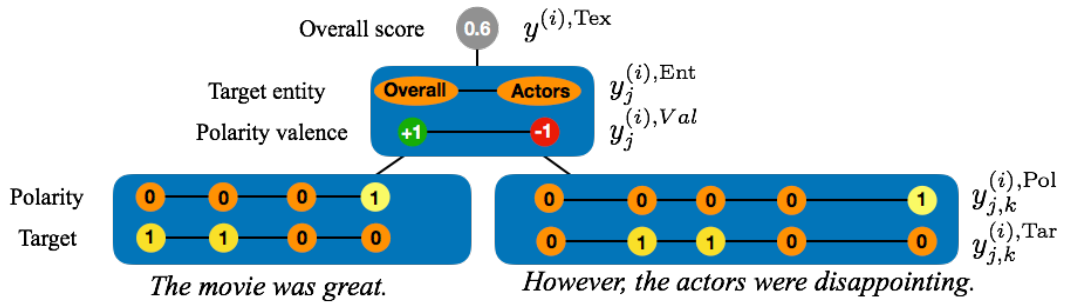 Overall score 0.6 y^{(i),Tex}
Target entity Overall Actors y_j^{(i),Ent}
Polarity valence +1 -1 y_j^{(i),Val}
Polarity 0 0 0 1 0 0 0 0 1 y_{j,k}^{(i),Pol}
Target 1 1 0 0 0 1 1 0 0 y_{j,k}^{(i),Tar}
The movie was great. However, the actors were disappointing.